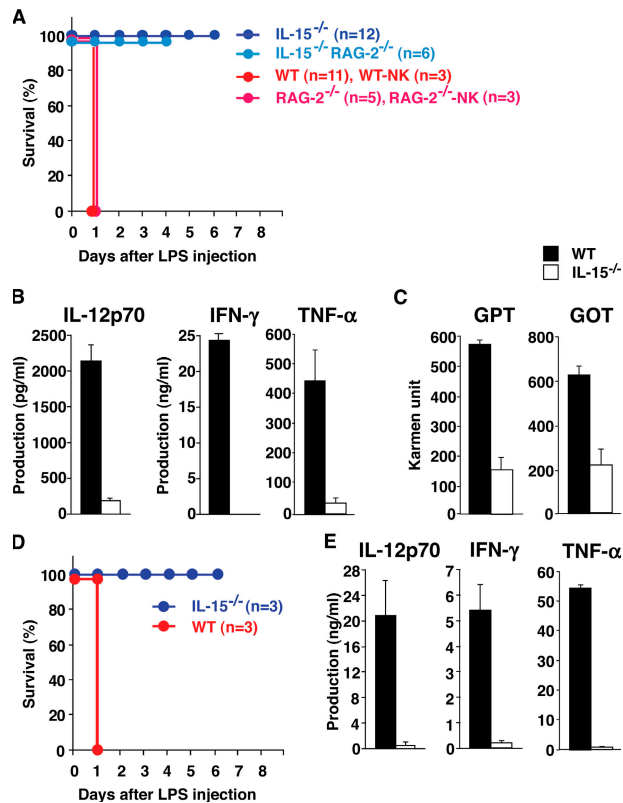 A
IL-15-/- (n=12)
IL-15-/-RAG-2-/- (n=6)
WT (n=11), WT-NK (n=3)
RAG-2-/- (n=5), RAG-2-/--NK (n=3)
Survival (%)
100
80
60
40
20
0
0 1 2 3 4 5 6 7 8
Days after LPS injection
WT
IL-15-/-
B
IL-12p70
Production (pg/ml)
2500
2000
1500
1000
500
0
IFN-γ
Production (ng/ml)
25
20
15
10
5
0
TNF-α
600
500
400
300
200
100
0
C
GPT
Karmen unit
600
500
400
300
200
100
0
GOT
800
600
400
200
0
D
IL-15-/- (n=3)
WT (n=3)
Survival (%)
100
80
60
40
20
0
0 1 2 3 4 5 6 7 8
Days after LPS injection
E
IL-12p70
Production (ng/ml)
28
24
20
16
12
8
4
0
IFN-γ
7
6
5
4
3
2
1
0
TNF-α
60
50
40
30
20
10
0